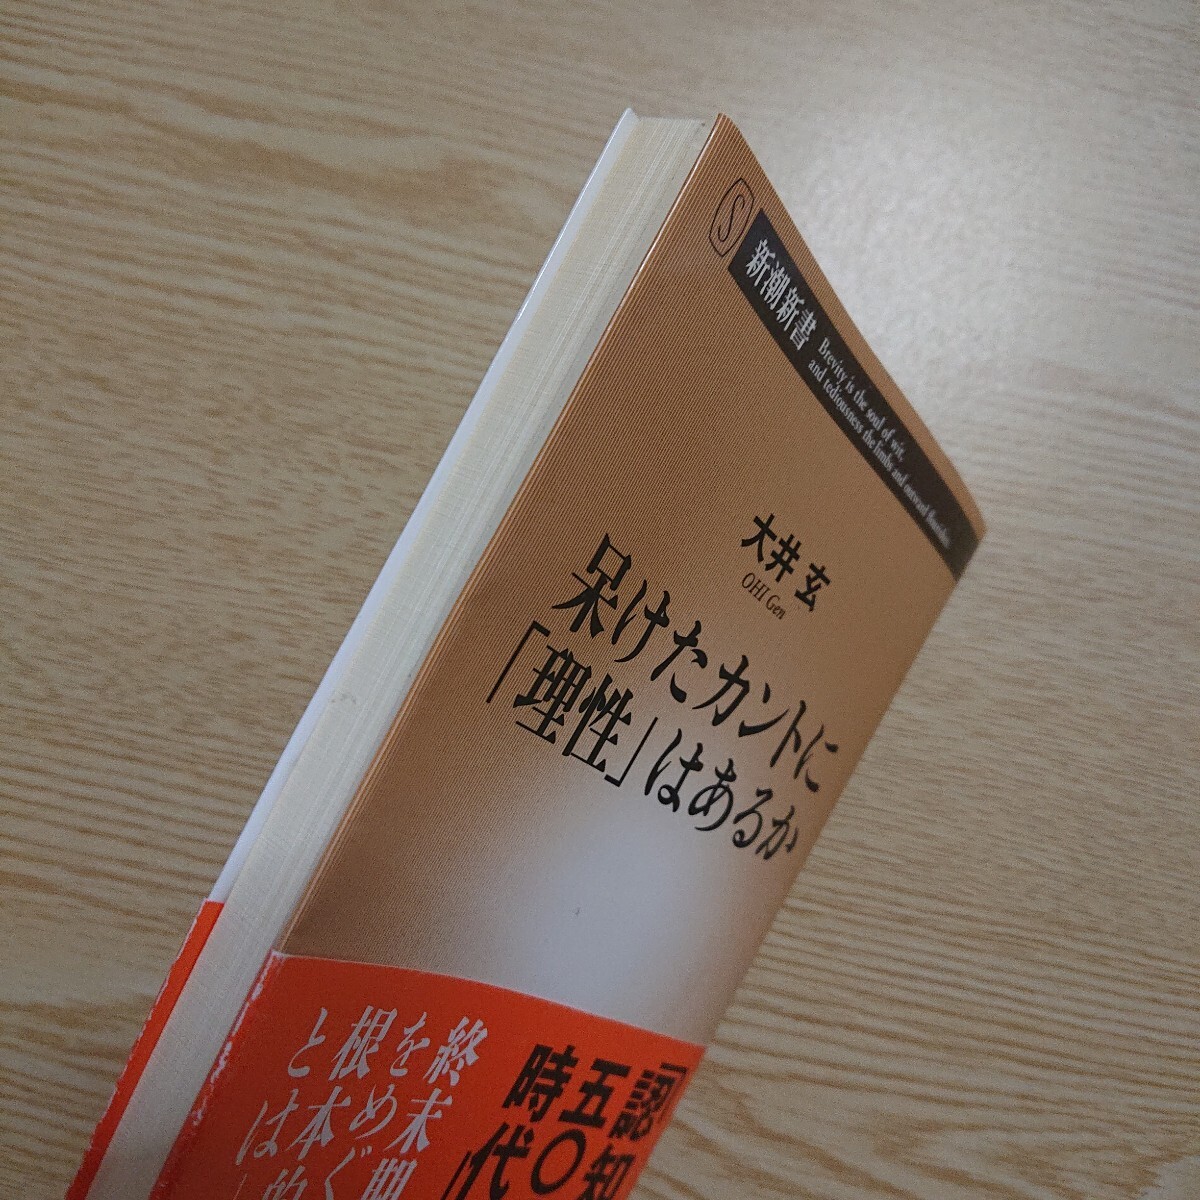 S
新潮新書
Brevity is the soul of wit,
and tediousness the limbs and outward flourishes
大井 玄
OHI Gen
呆けたカントに
「理性」はあるか
「認知
五〇
時代」
終末期
をめぐ
根本的
とは